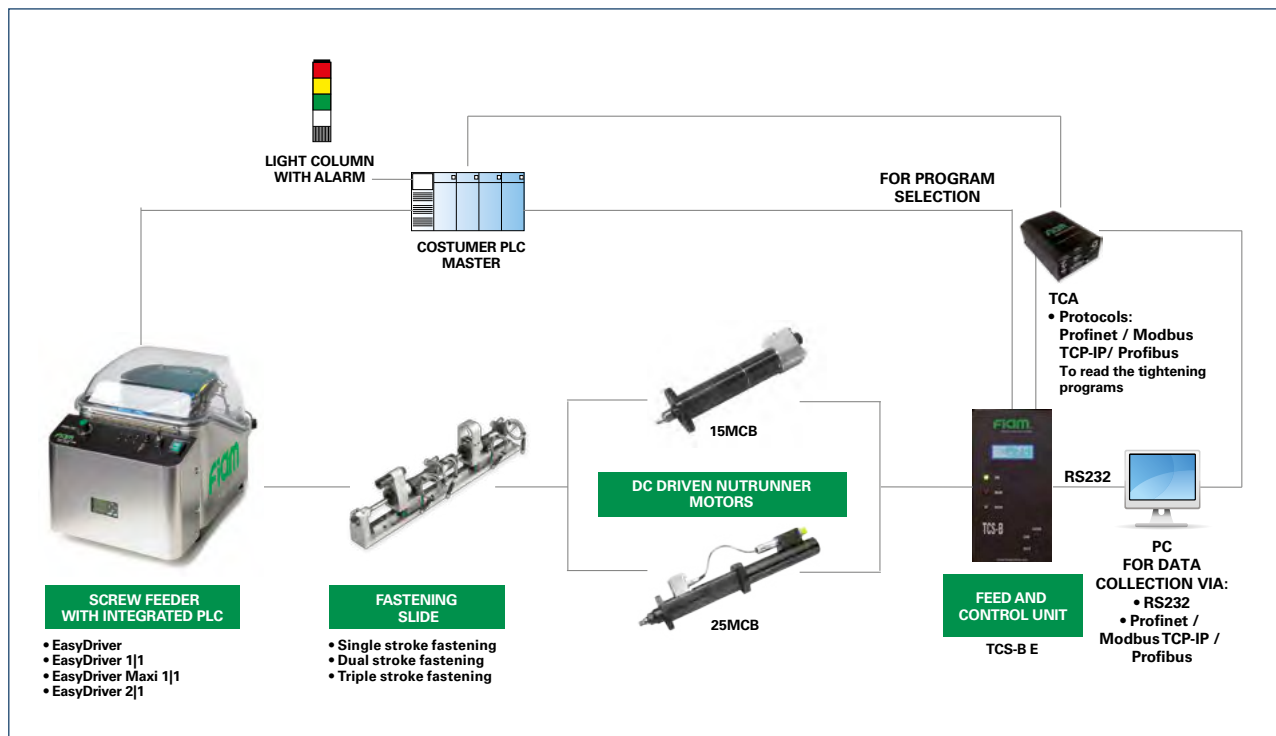 LIGHT COLUMN
WITH ALARM
COSTUMER PLC
MASTER
FOR PROGRAM
SELECTION
TCA
• Protocols:
Profinet / Modbus
TCP-IP/ Profibus
To read the tightening
programs
Fiam
Fiam
SCREW FEEDER
WITH INTEGRATED PLC
• EasyDriver
• EasyDriver 1|1
• EasyDriver Maxi 1|1
• EasyDriver 2|1
FASTENING
SLIDE
• Single stroke fastening
• Dual stroke fastening
• Triple stroke fastening
15MCB
DC DRIVEN NUTRUNNER
MOTORS
25MCB
Fiam
TCS-B
FEED AND
CONTROL UNIT
TCS-B E
RS232
PC
FOR DATA
COLLECTION VIA:
• RS232
• Profinet /
Modbus TCP-IP /
Profibus